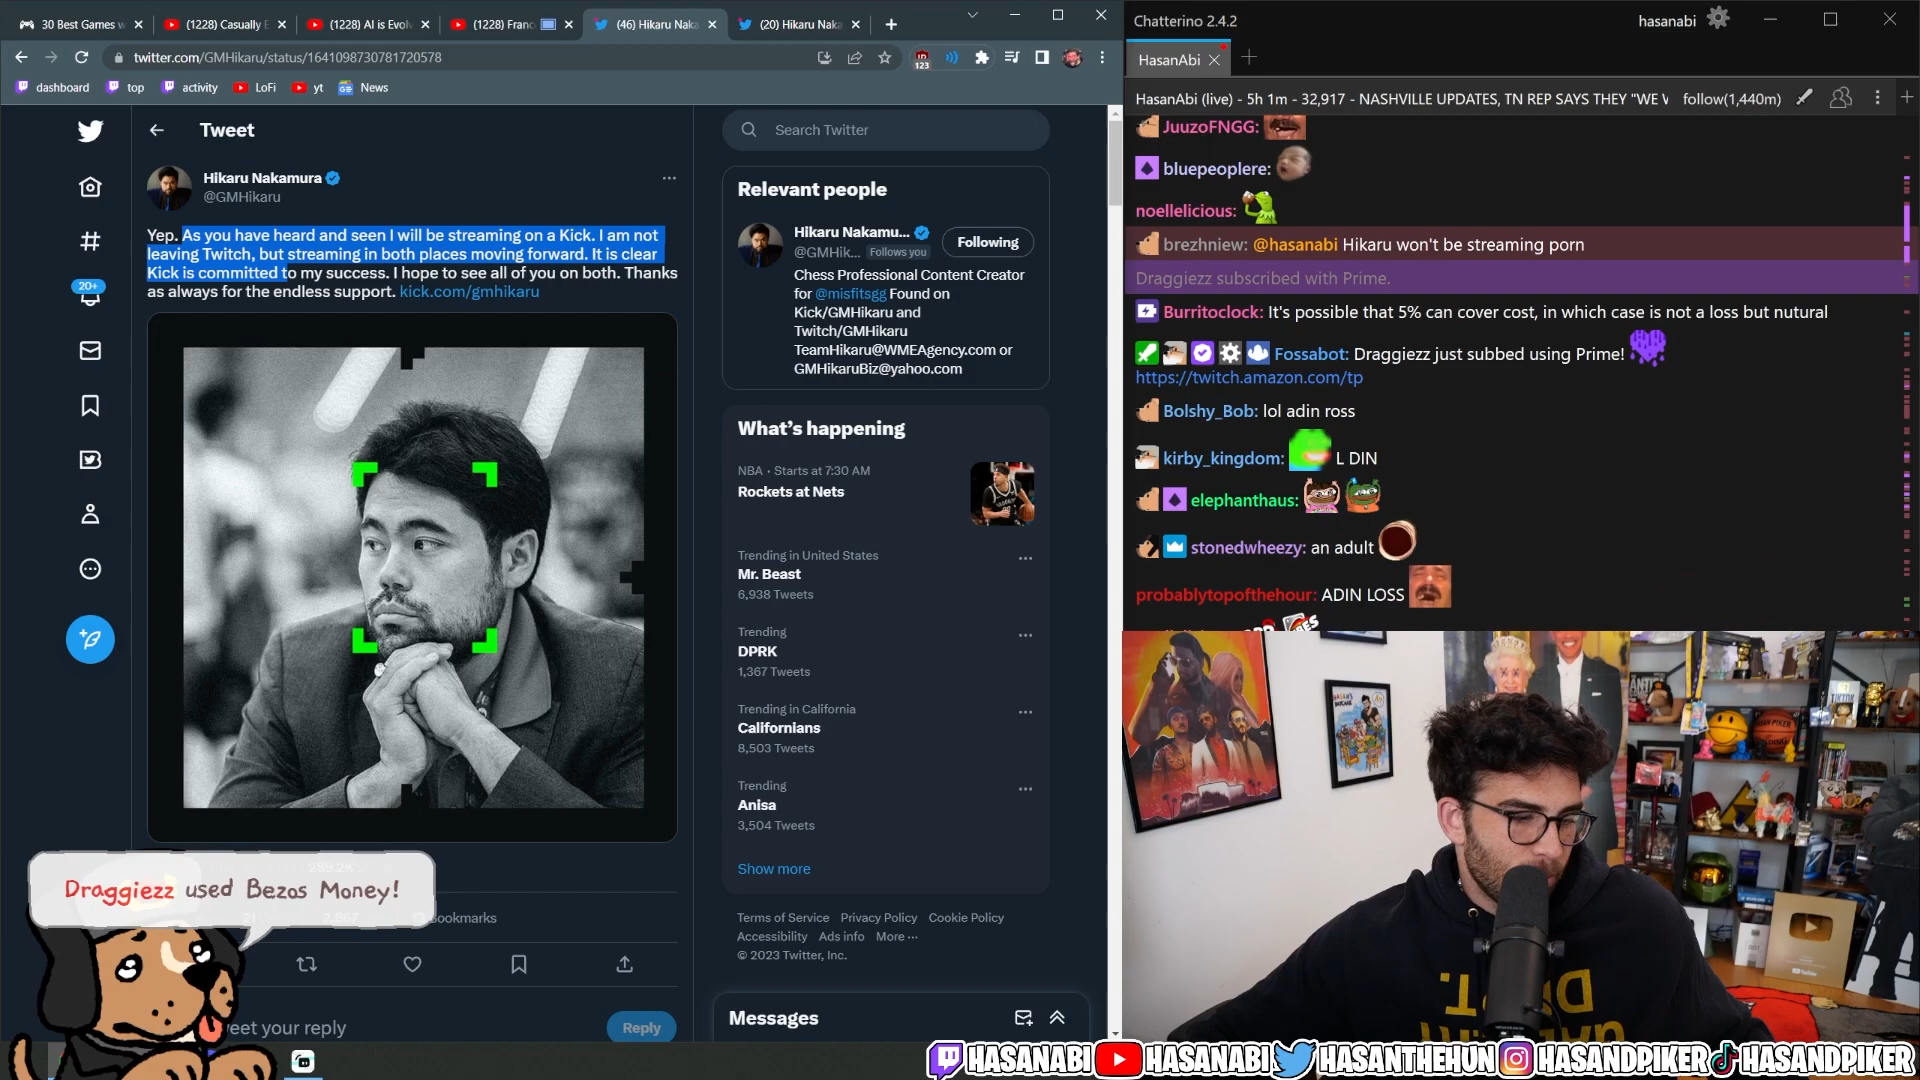 30 Best Games w
(1228) Casually E
(1228) AI is Evolv
(1228) Franc
(46) Hikaru Naka
(20) Hikaru Naka
twitter.com/GMHikaru/status/1641098730781720578
123
dashboard
top
activity
LoFi
yt
News
Tweet
Hikaru Nakamura
@GMHikaru
Yep. As you have heard and seen I will be streaming on a Kick. I am not
leaving Twitch, but streaming in both places moving forward. It is clear
Kick is committed to my success. I hope to see all of you on both. Thanks
as always for the endless support. kick.com/gmhikaru
20+
289.2K
21
2,867
Bookmarks
Draggiezz used Bezos Money!
weet your reply
Reply
Search Twitter
Relevant people
Hikaru Nakamu...
@GMHik... Follows you
Following
Chess Professional Content Creator
for @misfitsgg Found on
Kick/GMHikaru and
Twitch/GMHikaru
TeamHikaru@WMEAgency.com or
GMHikaruBiz@yahoo.com
What's happening
NBA · Starts at 7:30 AM
Rockets at Nets
Trending in United States
Mr. Beast
6,938 Tweets
Trending
DPRK
1,367 Tweets
Trending in California
Californians
8,503 Tweets
Trending
Anisa
3,504 Tweets
Show more
Terms of Service Privacy Policy Cookie Policy
Accessibility Ads info More ···
© 2023 Twitter, Inc.
Messages
Chatterino 2.4.2
hasanabi
HasanAbi
HasanAbi (live) - 5h 1m - 32,917 - NASHVILLE UPDATES, TN REP SAYS THEY "WE W
follow(1,440m)
JuuzoFNGG:
bluepeoplere:
noellelicious:
brezhniew: @hasanabi Hikaru won't be streaming porn
Draggiezz subscribed with Prime.
Burritoclock: It's possible that 5% can cover cost, in which case is not a loss but nutural
Fossabot: Draggiezz just subbed using Prime!
https://twitch.amazon.com/tp
Bolshy_Bob: lol adin ross
kirby_kingdom: L DIN
elephanthaus:
stonedwheezy: an adult
probablytopofthehour: ADIN LOSS
HASANABI
HASANABI
HASANTHEHUN
HASANDPIKER
HASANDPIKER